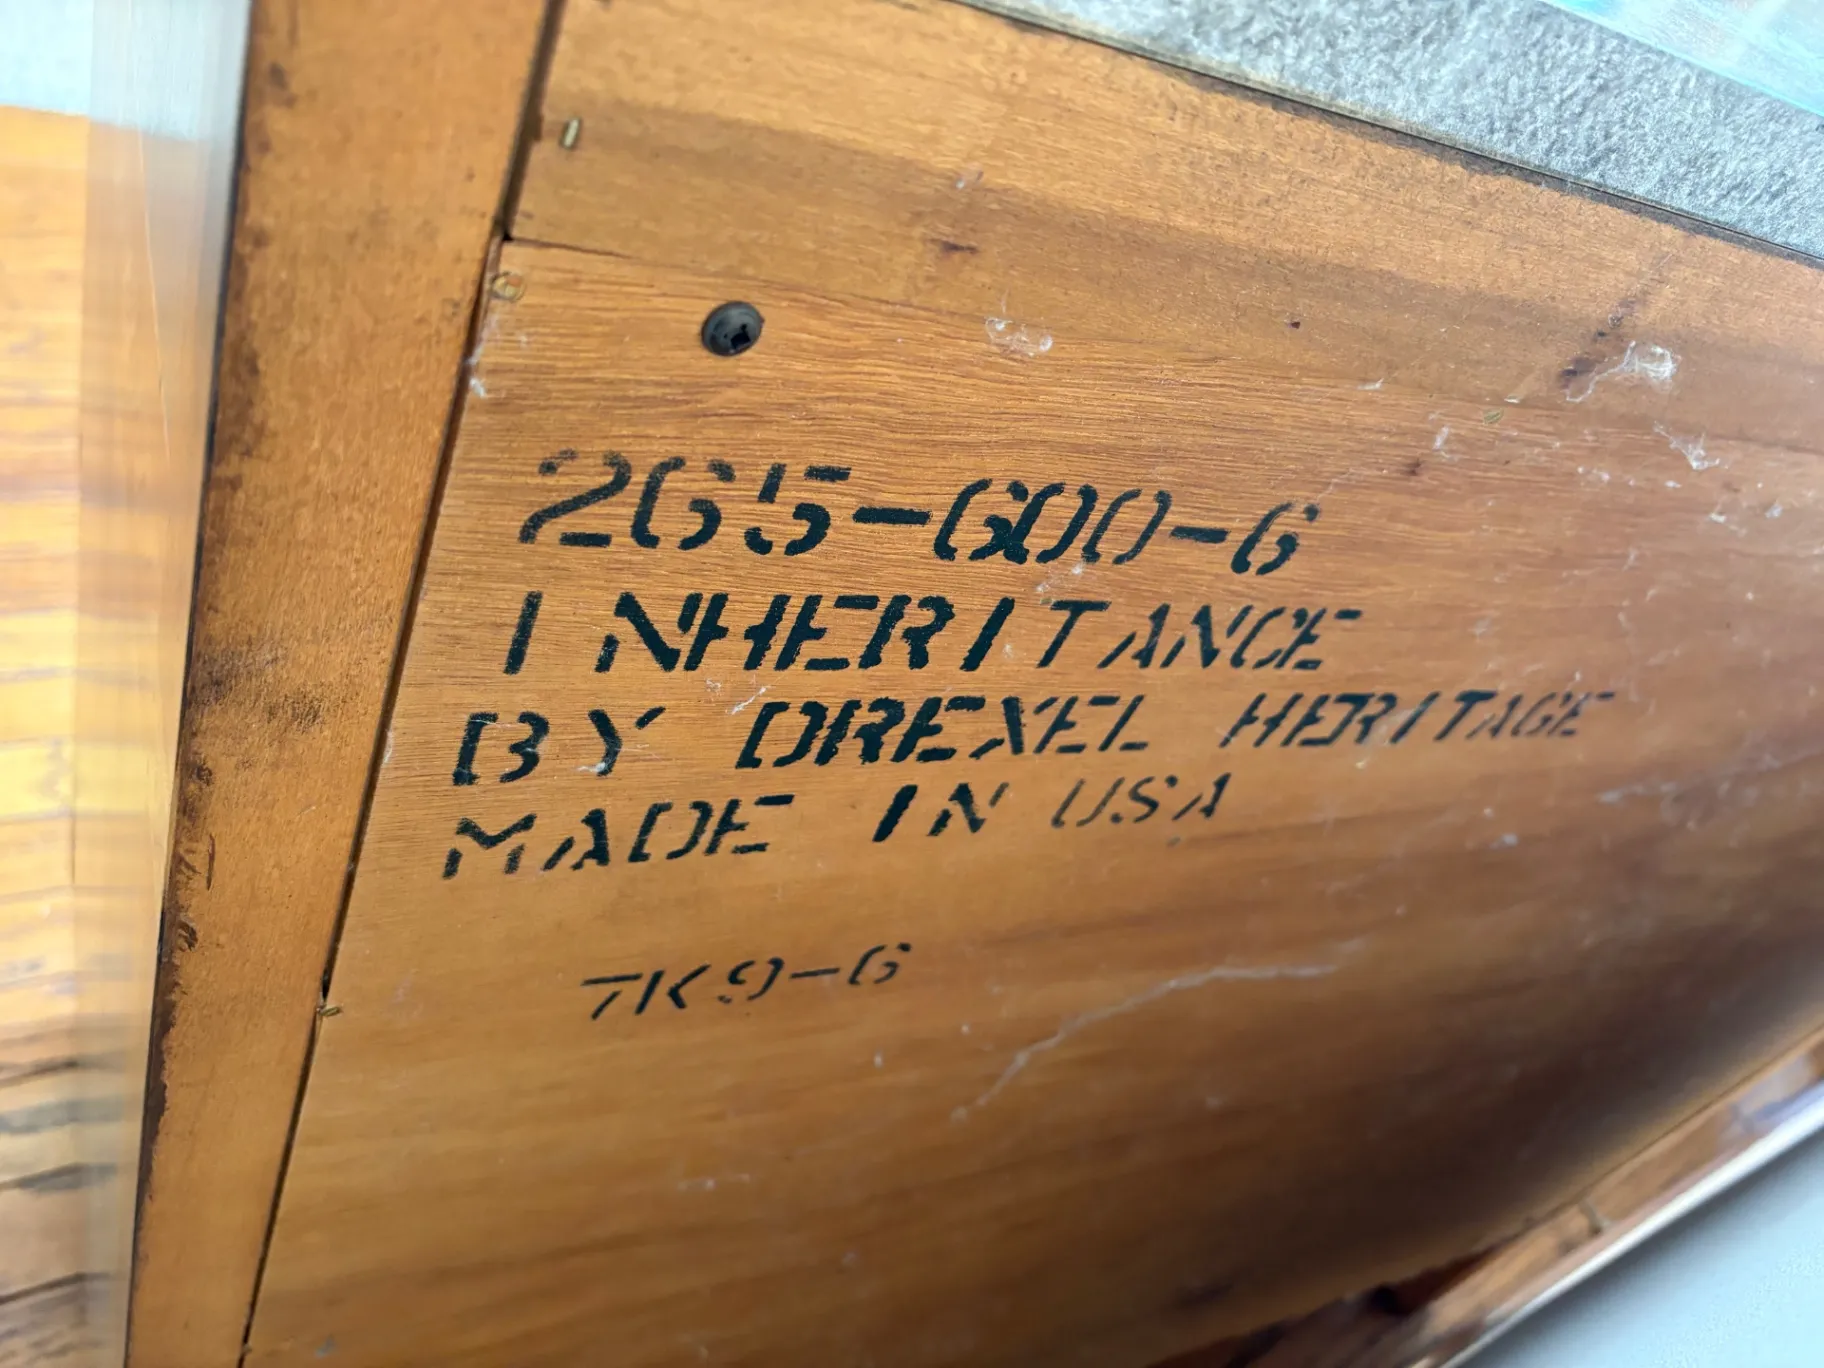 265-600-6
INHERITANCE
BY DREXEL HERITAGE
MADE IN USA
7K9-6